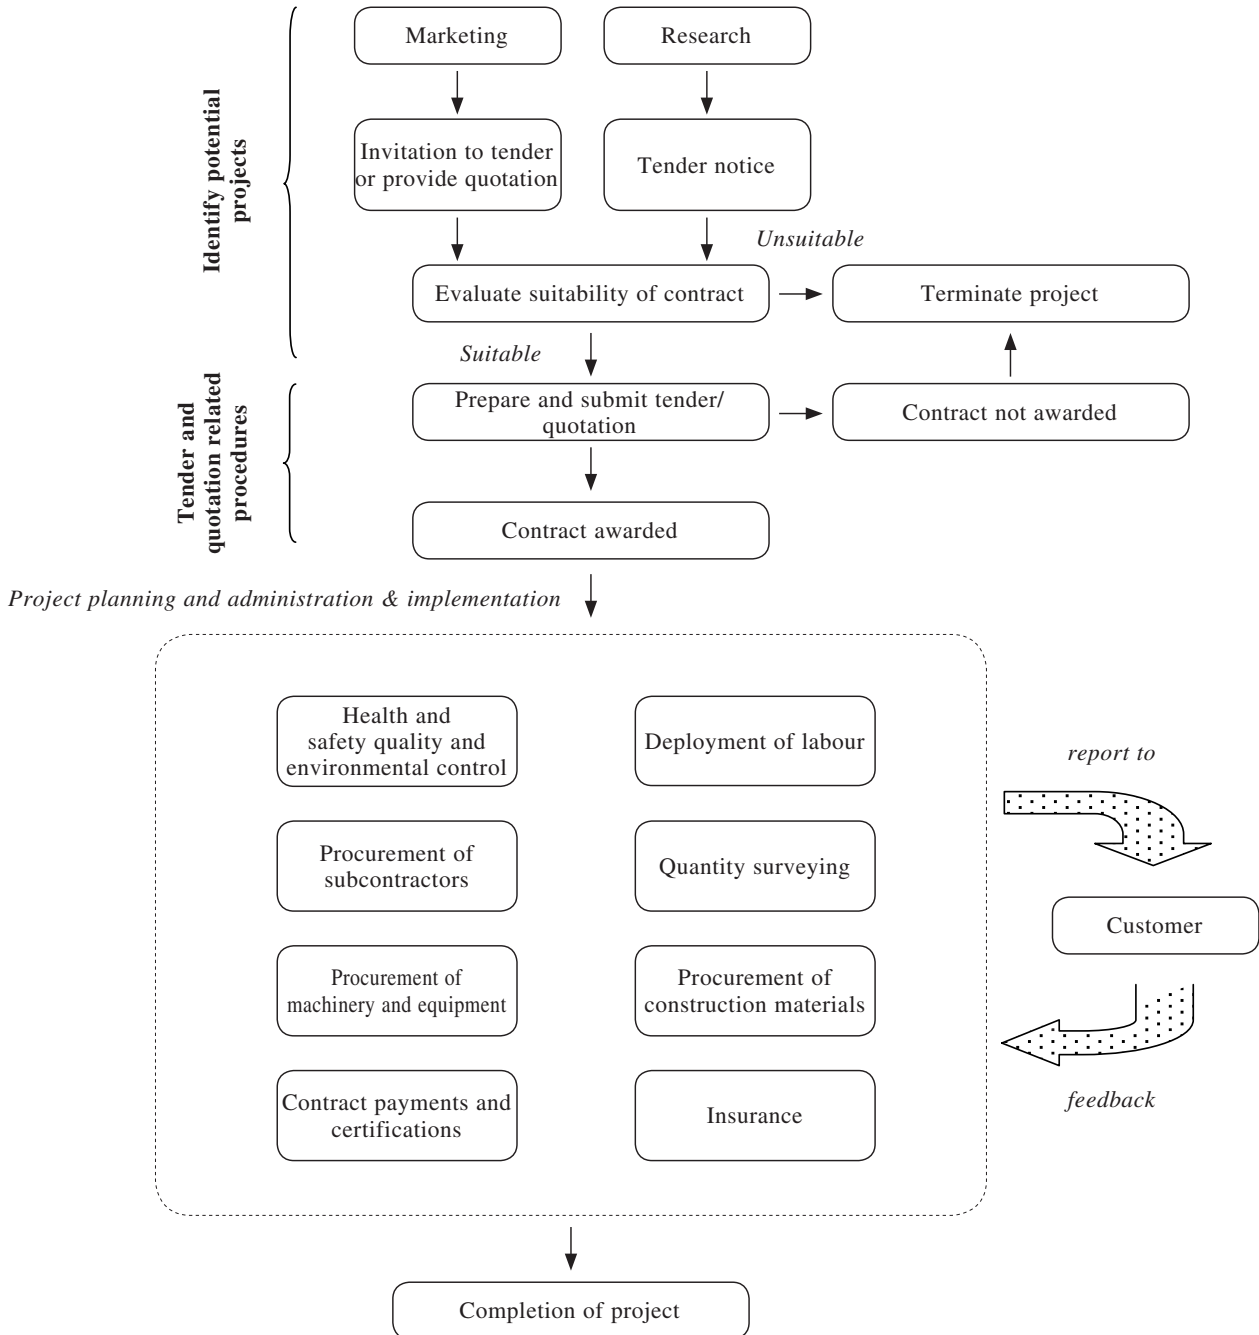 Marketing
Research
Identify potential
projects
Invitation to tender
or provide quotation
Tender notice
Unsuitable
Evaluate suitability of contract
Terminate project
Suitable
Tender and
quotation related
procedures
Prepare and submit tender/
quotation
Contract not awarded
Contract awarded
Project planning and administration & implementation
Health and
safety quality and
environmental control
Deployment of labour
report to
Procurement of
subcontractors
Quantity surveying
Customer
Procurement of
machinery and equipment
Procurement of
construction materials
Contract payments and
certifications
Insurance
feedback
Completion of project